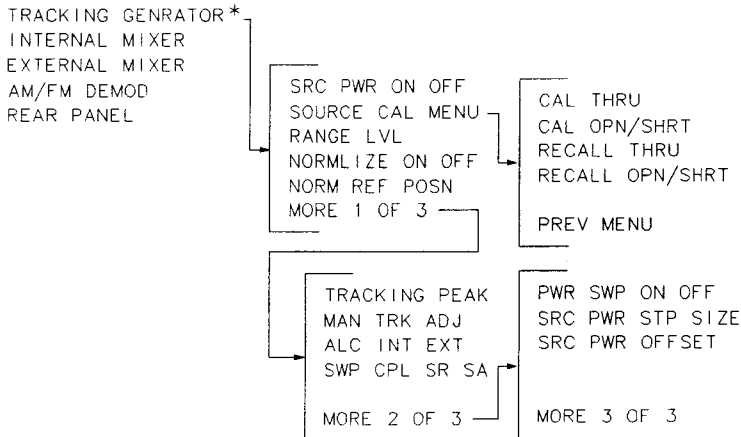 TRACKING GENRATOR*
INTERNAL MIXER
EXTERNAL MIXER
AM/FM DEMOD
REAR PANEL
SRC PWR ON OFF
SOURCE CAL MENU
RANGE LVL
NORMLIZE ON OFF
NORM REF POSN
MORE 1 OF 3
CAL THRU
CAL OPN/SHRT
RECALL THRU
RECALL OPN/SHRT
PREV MENU
TRACKING PEAK
MAN TRK ADJ
ALC INT EXT
SWP CPL SR SA
MORE 2 OF 3
PWR SWP ON OFF
SRC PWR STP SIZE
SRC PWR OFFSET
MORE 3 OF 3